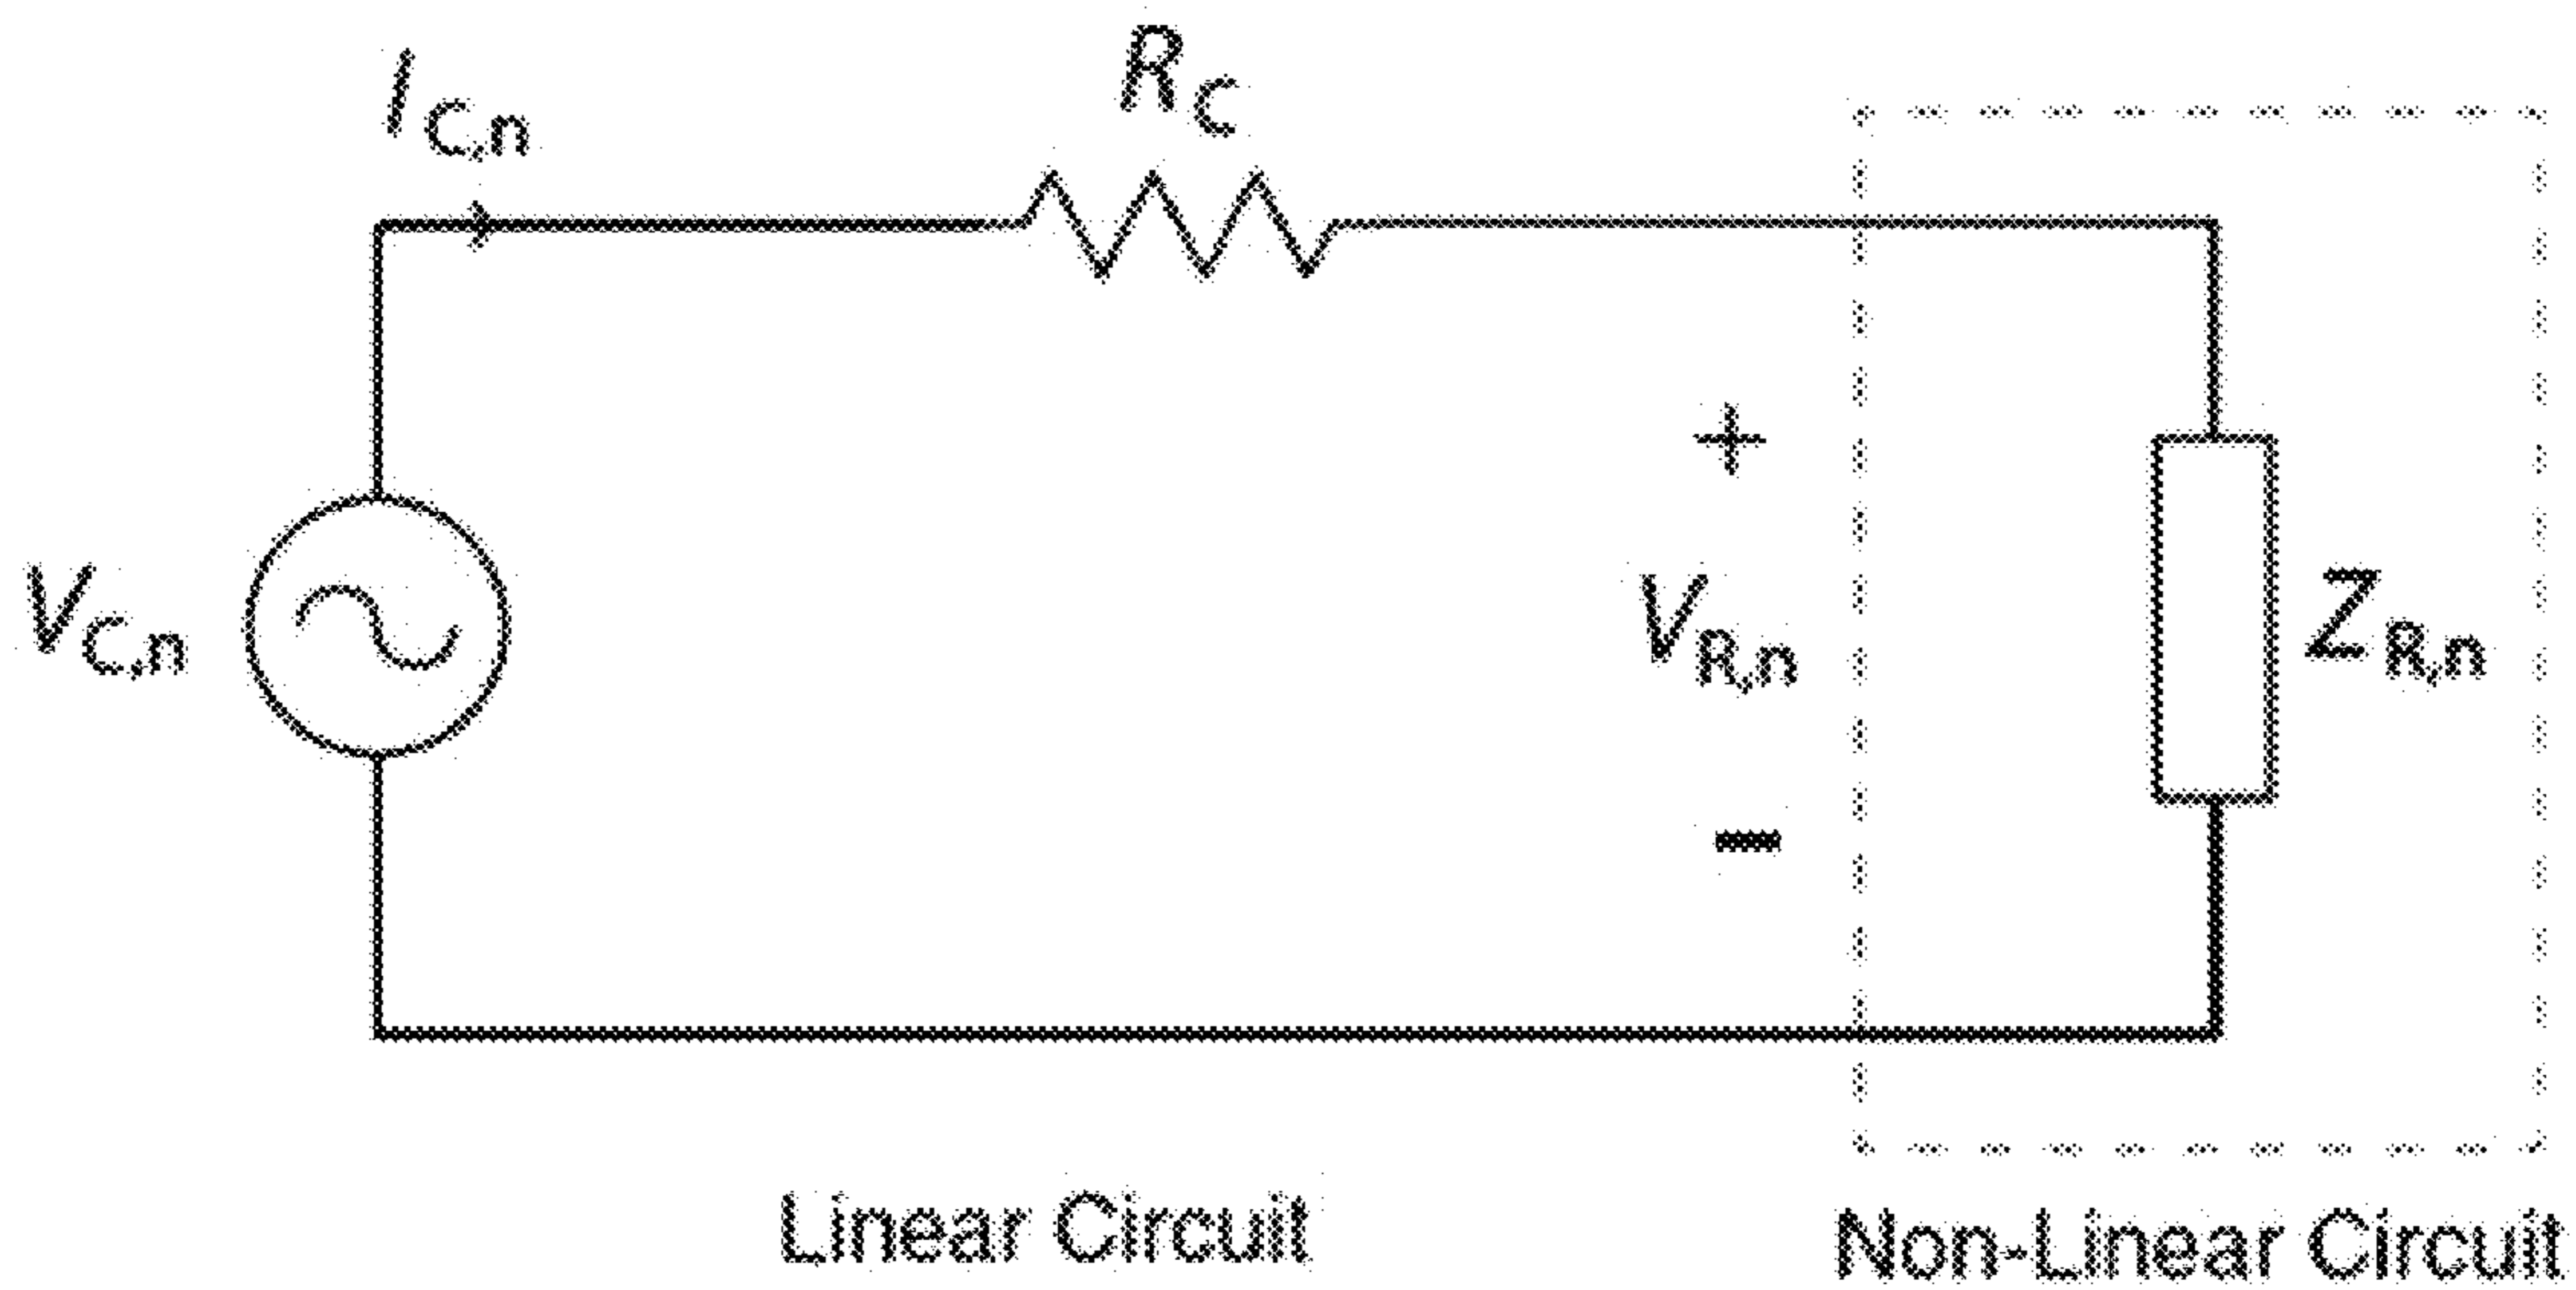 I C,n
R C
+
V C,n
V R,n
Z R,n
−
Linear Circuit
Non-Linear Circuit